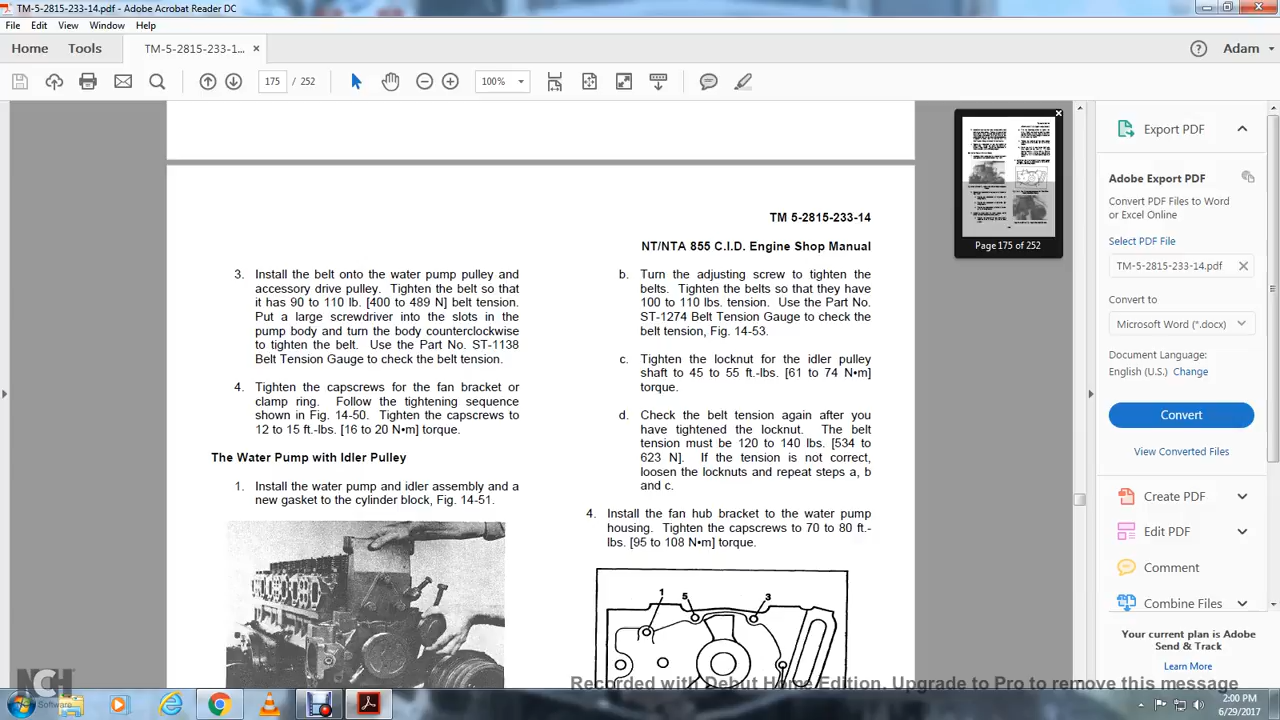 TM-5-2815-233-14.pdf - Adobe Acrobat Reader DC
File Edit View Window Help
Home Tools TM-5-2815-233-1... × Adam
175 / 252 100%
TM 5-2815-233-14
NT/NTA 855 C.I.D. Engine Shop Manual
3. Install the belt onto the water pump pulley and
accessory drive pulley. Tighten the belt so that
it has 90 to 110 lb. [400 to 489 N] belt tension.
Put a large screwdriver into the slots in the
pump body and turn the body counterclockwise
to tighten the belt. Use the Part No. ST-1138
Belt Tension Gauge to check the belt tension.
4. Tighten the capscrews for the fan bracket or
clamp ring. Follow the tightening sequence
shown in Fig. 14-50. Tighten the capscrews to
12 to 15 ft.-lbs. [16 to 20 N•m] torque.
The Water Pump with Idler Pulley
1. Install the water pump and idler assembly and a
new gasket to the cylinder block, Fig. 14-51.
b. Turn the adjusting screw to tighten the
belts. Tighten the belts so that they have
100 to 110 lbs. tension. Use the Part No.
ST-1274 Belt Tension Gauge to check the
belt tension, Fig. 14-53.
c. Tighten the locknut for the idler pulley
shaft to 45 to 55 ft.-lbs. [61 to 74 N•m]
torque.
d. Check the belt tension again after you
have tightened the locknut. The belt
tension must be 120 to 140 lbs. [534 to
623 N]. If the tension is not correct,
loosen the locknuts and repeat steps a, b
and c.
4. Install the fan hub bracket to the water pump
housing. Tighten the capscrews to 70 to 80 ft.-
lbs. [95 to 108 N•m] torque.
1 5 3
Page 175 of 252
Export PDF
Adobe Export PDF
Convert PDF Files to Word
or Excel Online
Select PDF File
TM-5-2815-233-14.pdf
Convert to
Microsoft Word (*.docx)
Document Language:
English (U.S.) Change
Convert
View Converted Files
Create PDF
Edit PDF
Comment
Combine Files
Your current plan is Adobe
Send & Track
Learn More
Recorded with Debut Home Edition. Upgrade to Pro to remove this message
NCH
Software
2:00 PM
6/29/2017